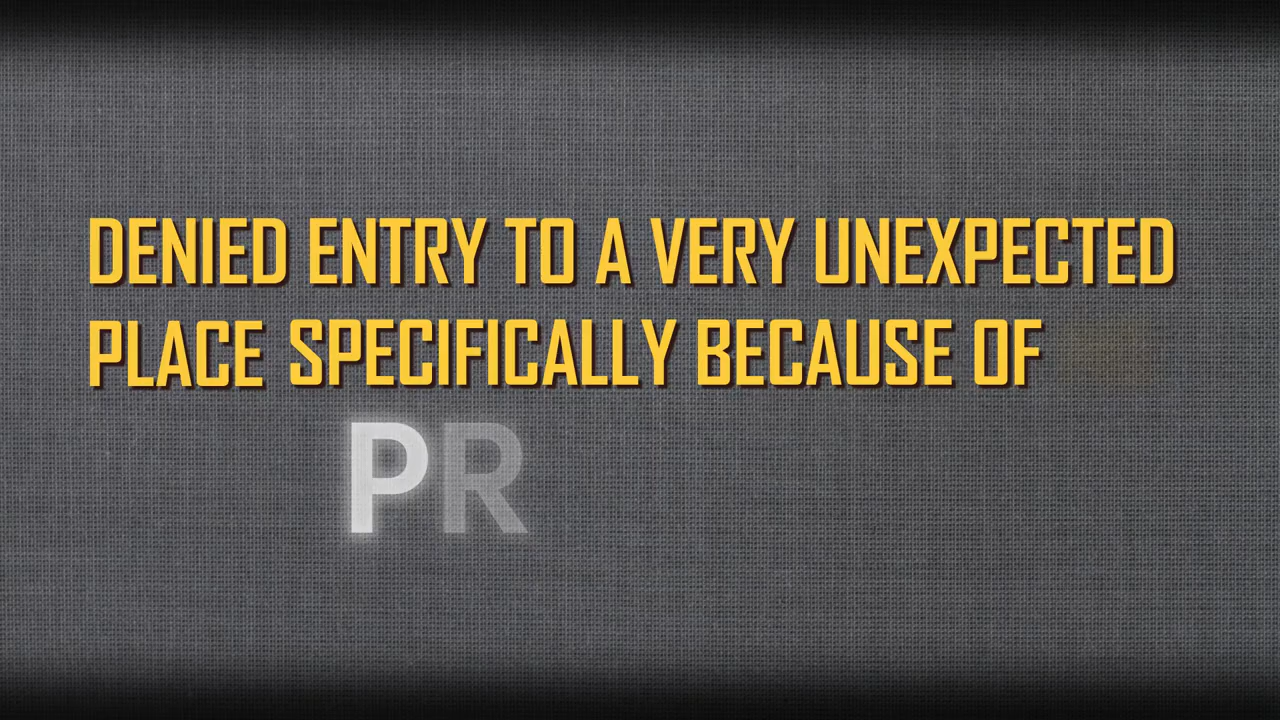 DENIED ENTRY TO A VERY UNEXPECTED
PLACE SPECIFICALLY BECAUSE OF
PR